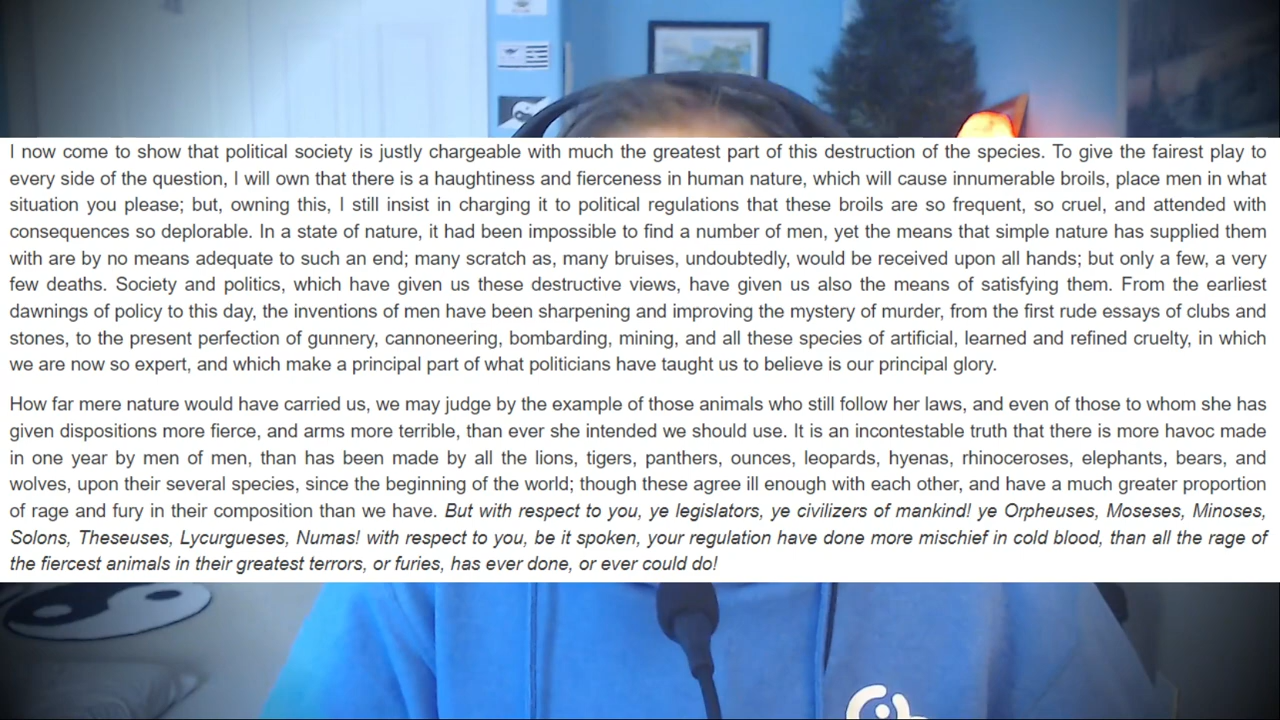 I now come to show that political society is justly chargeable with much the greatest part of this destruction of the species. To give the fairest play to
every side of the question, I will own that there is a haughtiness and fierceness in human nature, which will cause innumerable broils, place men in what
situation you please; but, owning this, I still insist in charging it to political regulations that these broils are so frequent, so cruel, and attended with
consequences so deplorable. In a state of nature, it had been impossible to find a number of men, yet the means that simple nature has supplied them
with are by no means adequate to such an end; many scratch as, many bruises, undoubtedly, would be received upon all hands; but only a few, a very
few deaths. Society and politics, which have given us these destructive views, have given us also the means of satisfying them. From the earliest
dawnings of policy to this day, the inventions of men have been sharpening and improving the mystery of murder, from the first rude essays of clubs and
stones, to the present perfection of gunnery, cannoneering, bombarding, mining, and all these species of artificial, learned and refined cruelty, in which
we are now so expert, and which make a principal part of what politicians have taught us to believe is our principal glory.
How far mere nature would have carried us, we may judge by the example of those animals who still follow her laws, and even of those to whom she has
given dispositions more fierce, and arms more terrible, than ever she intended we should use. It is an incontestable truth that there is more havoc made
in one year by men of men, than has been made by all the lions, tigers, panthers, ounces, leopards, hyenas, rhinoceroses, elephants, bears, and
wolves, upon their several species, since the beginning of the world; though these agree ill enough with each other, and have a much greater proportion
of rage and fury in their composition than we have. But with respect to you, ye legislators, ye civilizers of mankind! ye Orpheuses, Moseses, Minoses,
Solons, Theseuses, Lycurgueses, Numas! with respect to you, be it spoken, your regulation have done more mischief in cold blood, than all the rage of
the fiercest animals in their greatest terrors, or furies, has ever done, or ever could do!